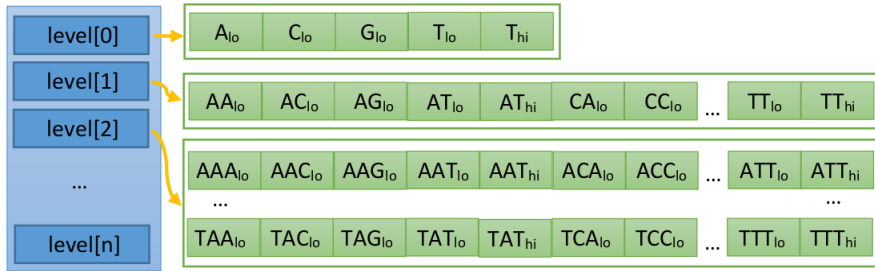 level[0] A_lo C_lo G_lo T_lo T_hi
level[1] AA_lo AC_lo AG_lo AT_lo AT_hi CA_lo CC_lo ... TT_lo TT_hi
level[2]
AAA_lo AAC_lo AAG_lo AAT_lo AAT_hi ACA_lo ACC_lo ... ATT_lo ATT_hi
... ... ...
level[n] TAA_lo TAC_lo TAG_lo TAT_lo TAT_hi TCA_lo TCC_lo ... TTT_lo TTT_hi